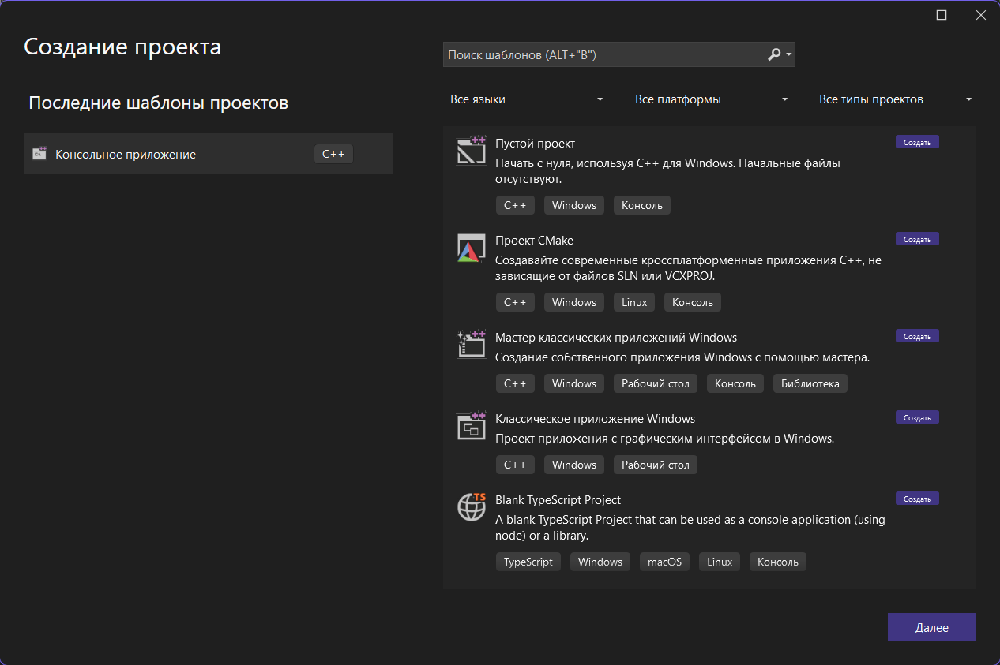 Создание проекта
Поиск шаблонов (ALT+"B")
Последние шаблоны проектов
Все языки
Все платформы
Все типы проектов
Консольное приложение
C++
Пустой проект
Создать
Начать с нуля, используя C++ для Windows. Начальные файлы
отсутствуют.
C++ Windows Консоль
Проект CMake
Создать
Создавайте современные кроссплатформенные приложения C++, не
зависящие от файлов SLN или VCXPROJ.
C++ Windows Linux Консоль
Мастер классических приложений Windows
Создать
Создание собственного приложения Windows с помощью мастера.
C++ Windows Рабочий стол Консоль Библиотека
Классическое приложение Windows
Создать
Проект приложения с графическим интерфейсом в Windows.
C++ Windows Рабочий стол
TS
Blank TypeScript Project
Создать
A blank TypeScript Project that can be used as a console application (using
node) or a library.
TypeScript Windows macOS Linux Консоль
Далее